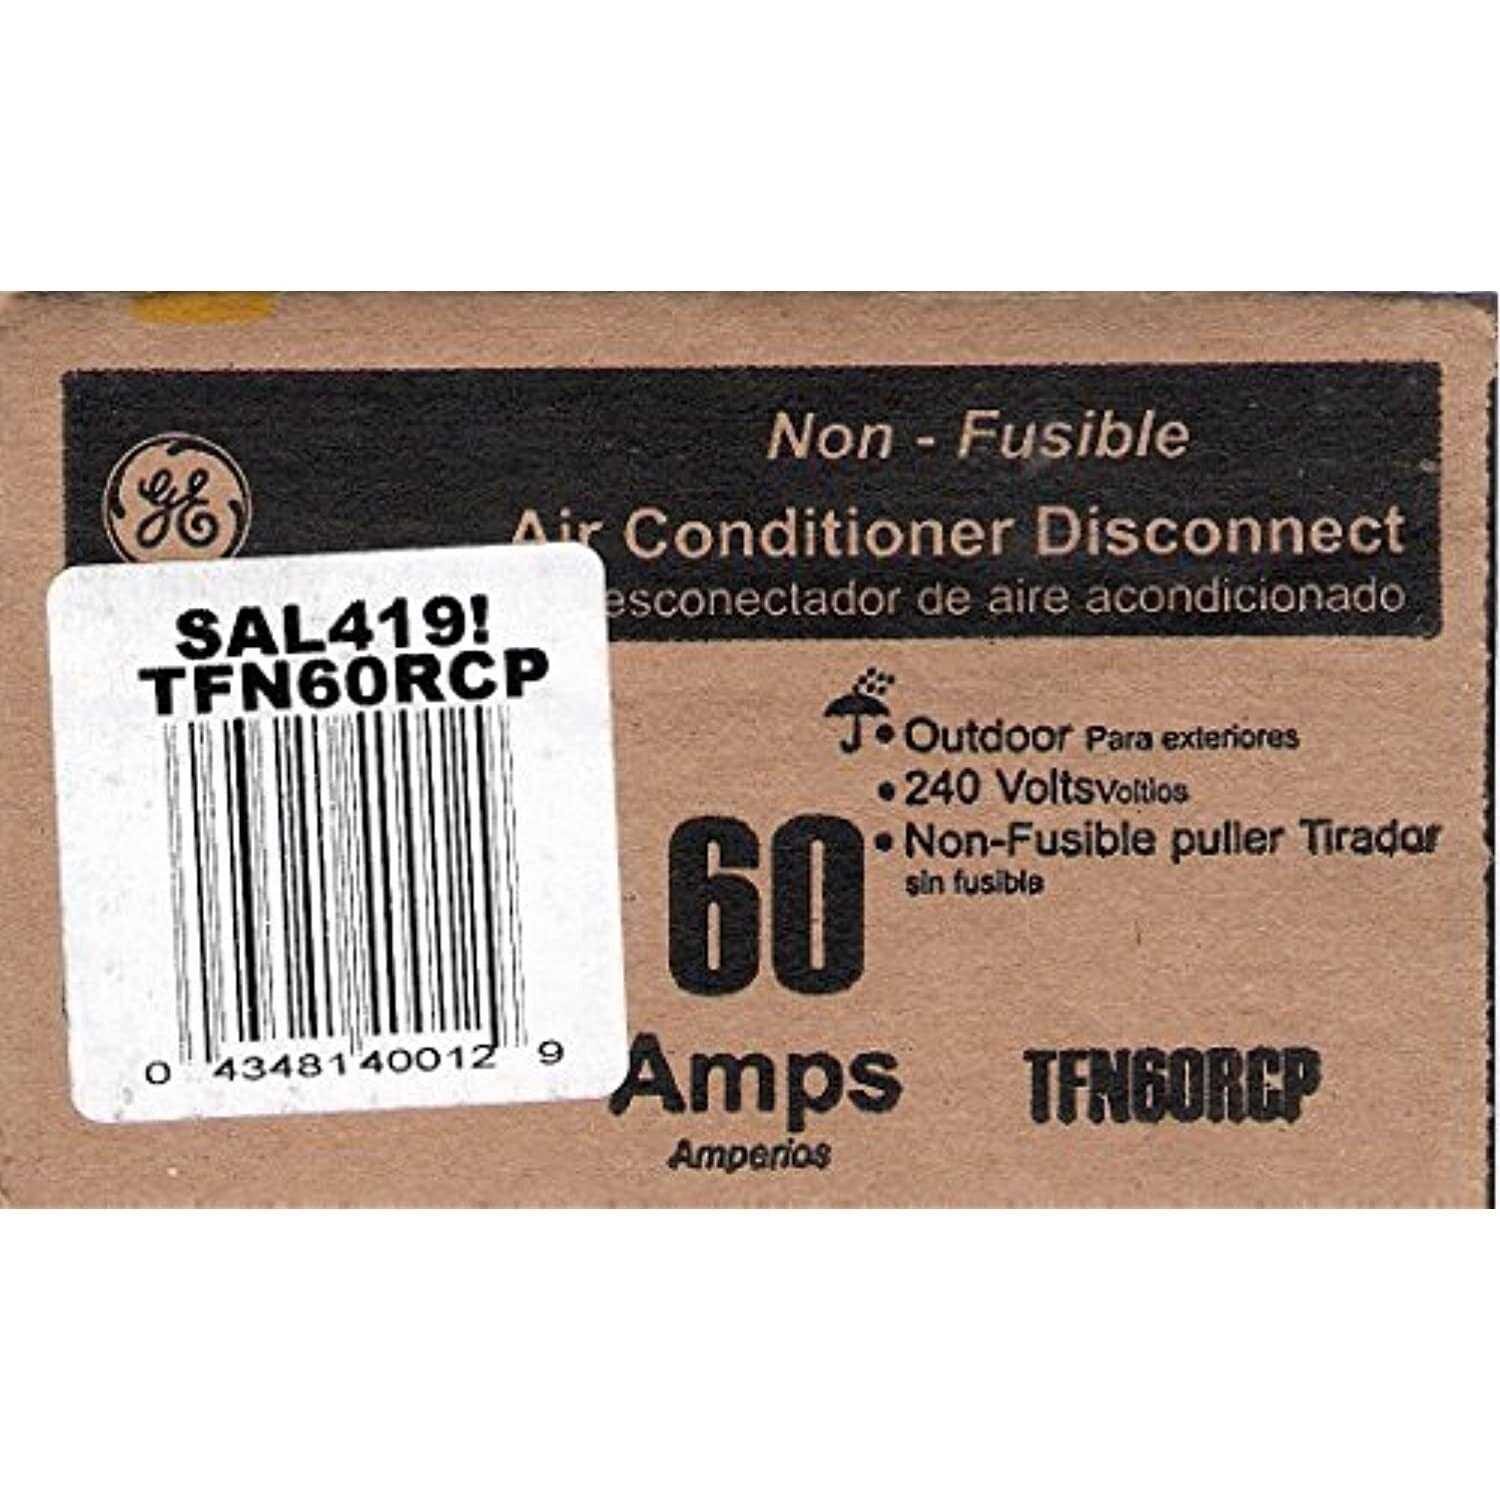 Non - Fusible
GE
Air Conditioner Disconnect
esconectador de aire acondicionado
SAL419!
TFN60RCP
0 4348140012 9
• Outdoor Para exteriores
• 240 Volts Voltios
• Non-Fusible puller Tirador
sin fusible
60
Amps
Amperios
TFN60RCP